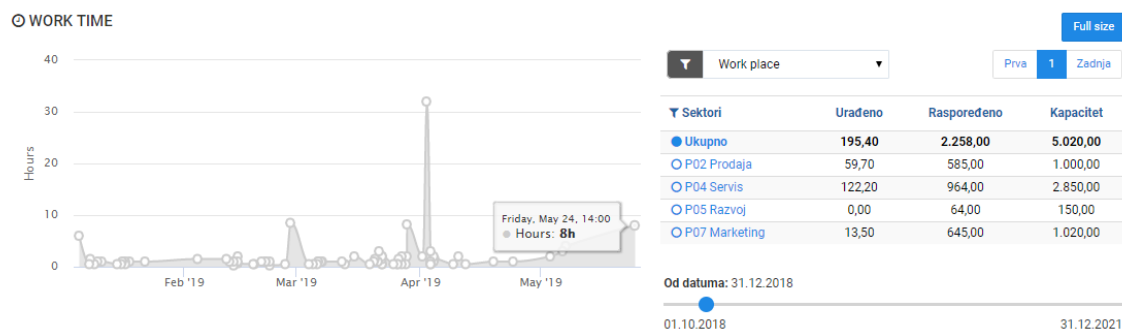 WORK TIME
Full size
40
30
20
10
0
Hours
Feb '19 Mar '19 Apr '19 May '19
Friday, May 24, 14:00
Hours: 8h
Work place
Prva 1 Zadnja
Sektori Urađeno Raspoređeno Kapacitet
Ukupno 195,40 2.258,00 5.020,00
P02 Prodaja 59,70 585,00 1.000,00
P04 Servis 122,20 964,00 2.850,00
P05 Razvoj 0,00 64,00 150,00
P07 Marketing 13,50 645,00 1.020,00
Od datuma: 31.12.2018
01.10.2018 31.12.2021